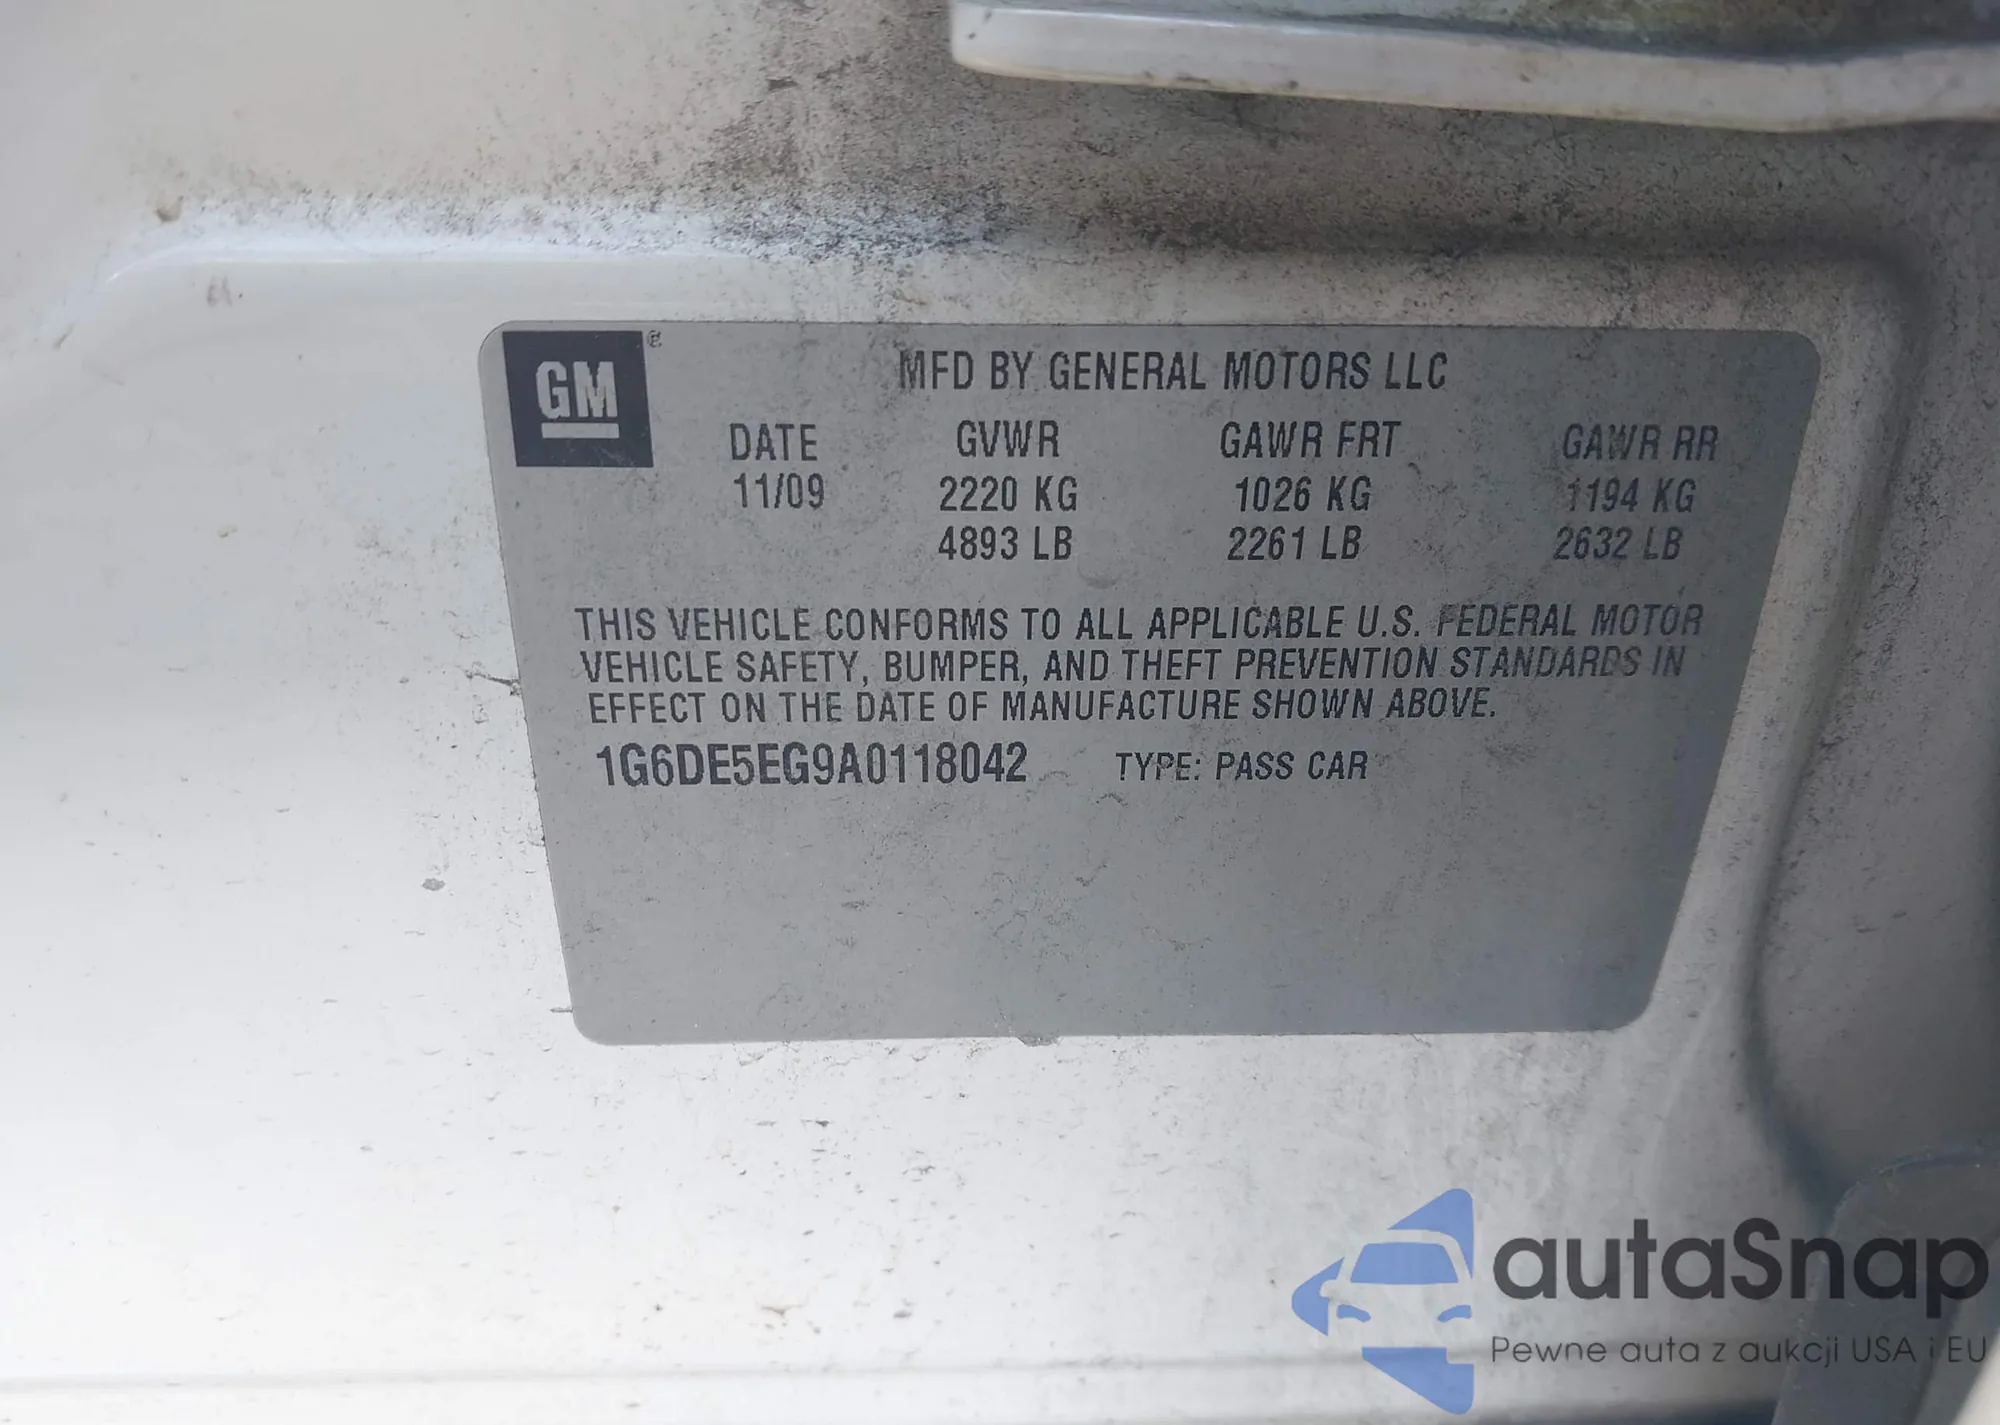 GM ®
MFD BY GENERAL MOTORS LLC
DATE GVWR GAWR FRT GAWR RR
11/09 2220 KG 1026 KG 1194 KG
4893 LB 2261 LB 2632 LB
THIS VEHICLE CONFORMS TO ALL APPLICABLE U.S. FEDERAL MOTOR
VEHICLE SAFETY, BUMPER, AND THEFT PREVENTION STANDARDS IN
EFFECT ON THE DATE OF MANUFACTURE SHOWN ABOVE.
1G6DE5EG9A0118042 TYPE: PASS CAR
autaSnap
Pewne auta z aukcji USA i EU